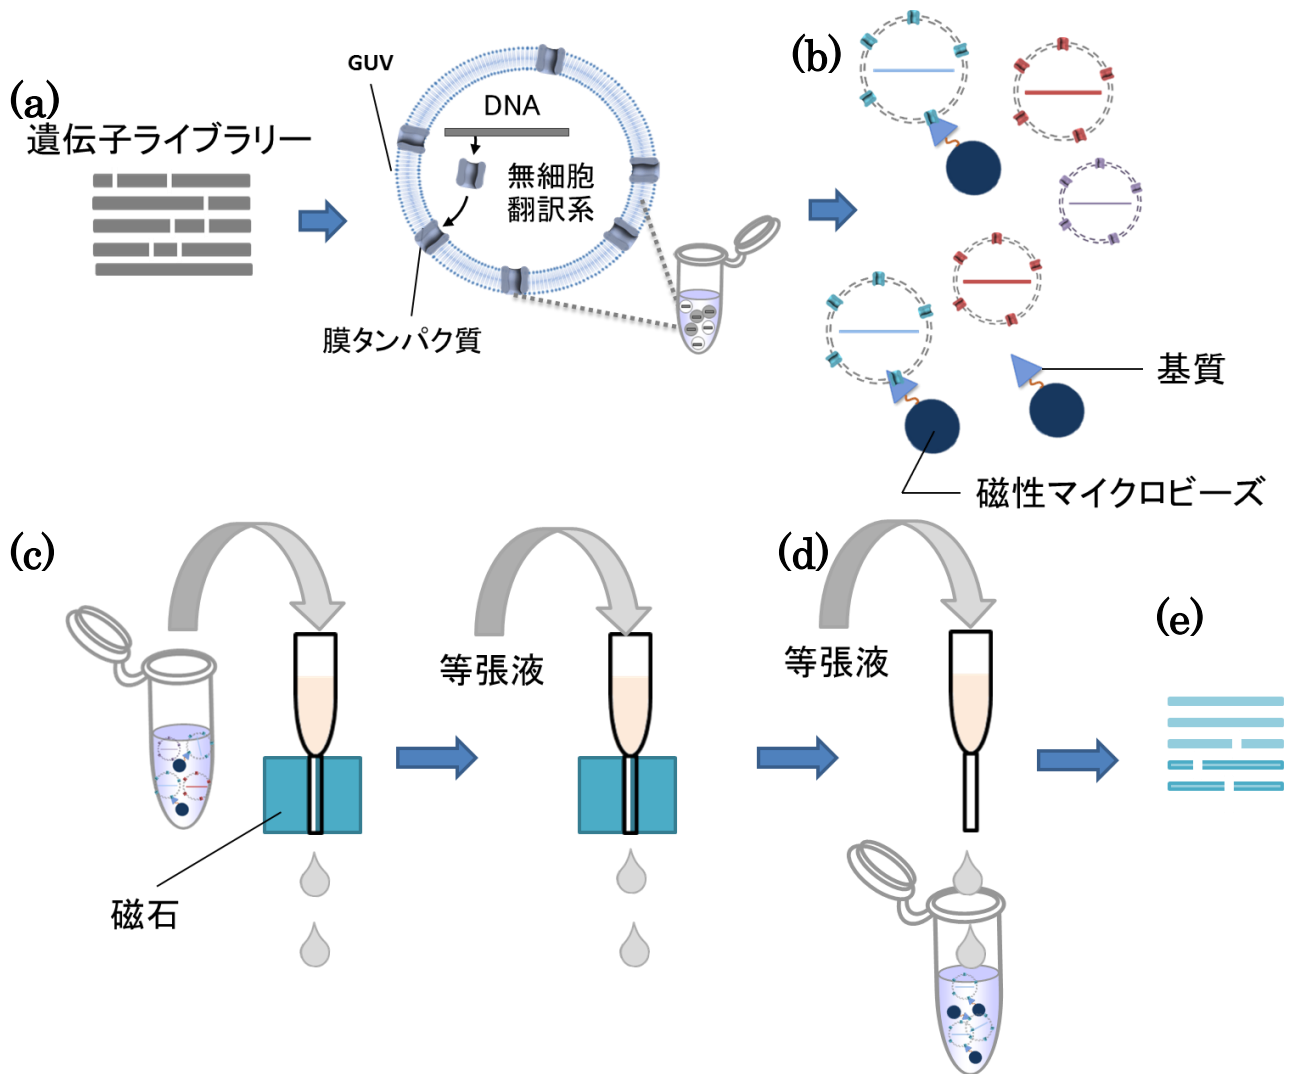 (a)
遺伝子ライブラリー
GUV
DNA
無細胞
翻訳系
膜タンパク質
(b)
基質
磁性マイクロビーズ
(c)
磁石
等張液
(d)
等張液
(e)